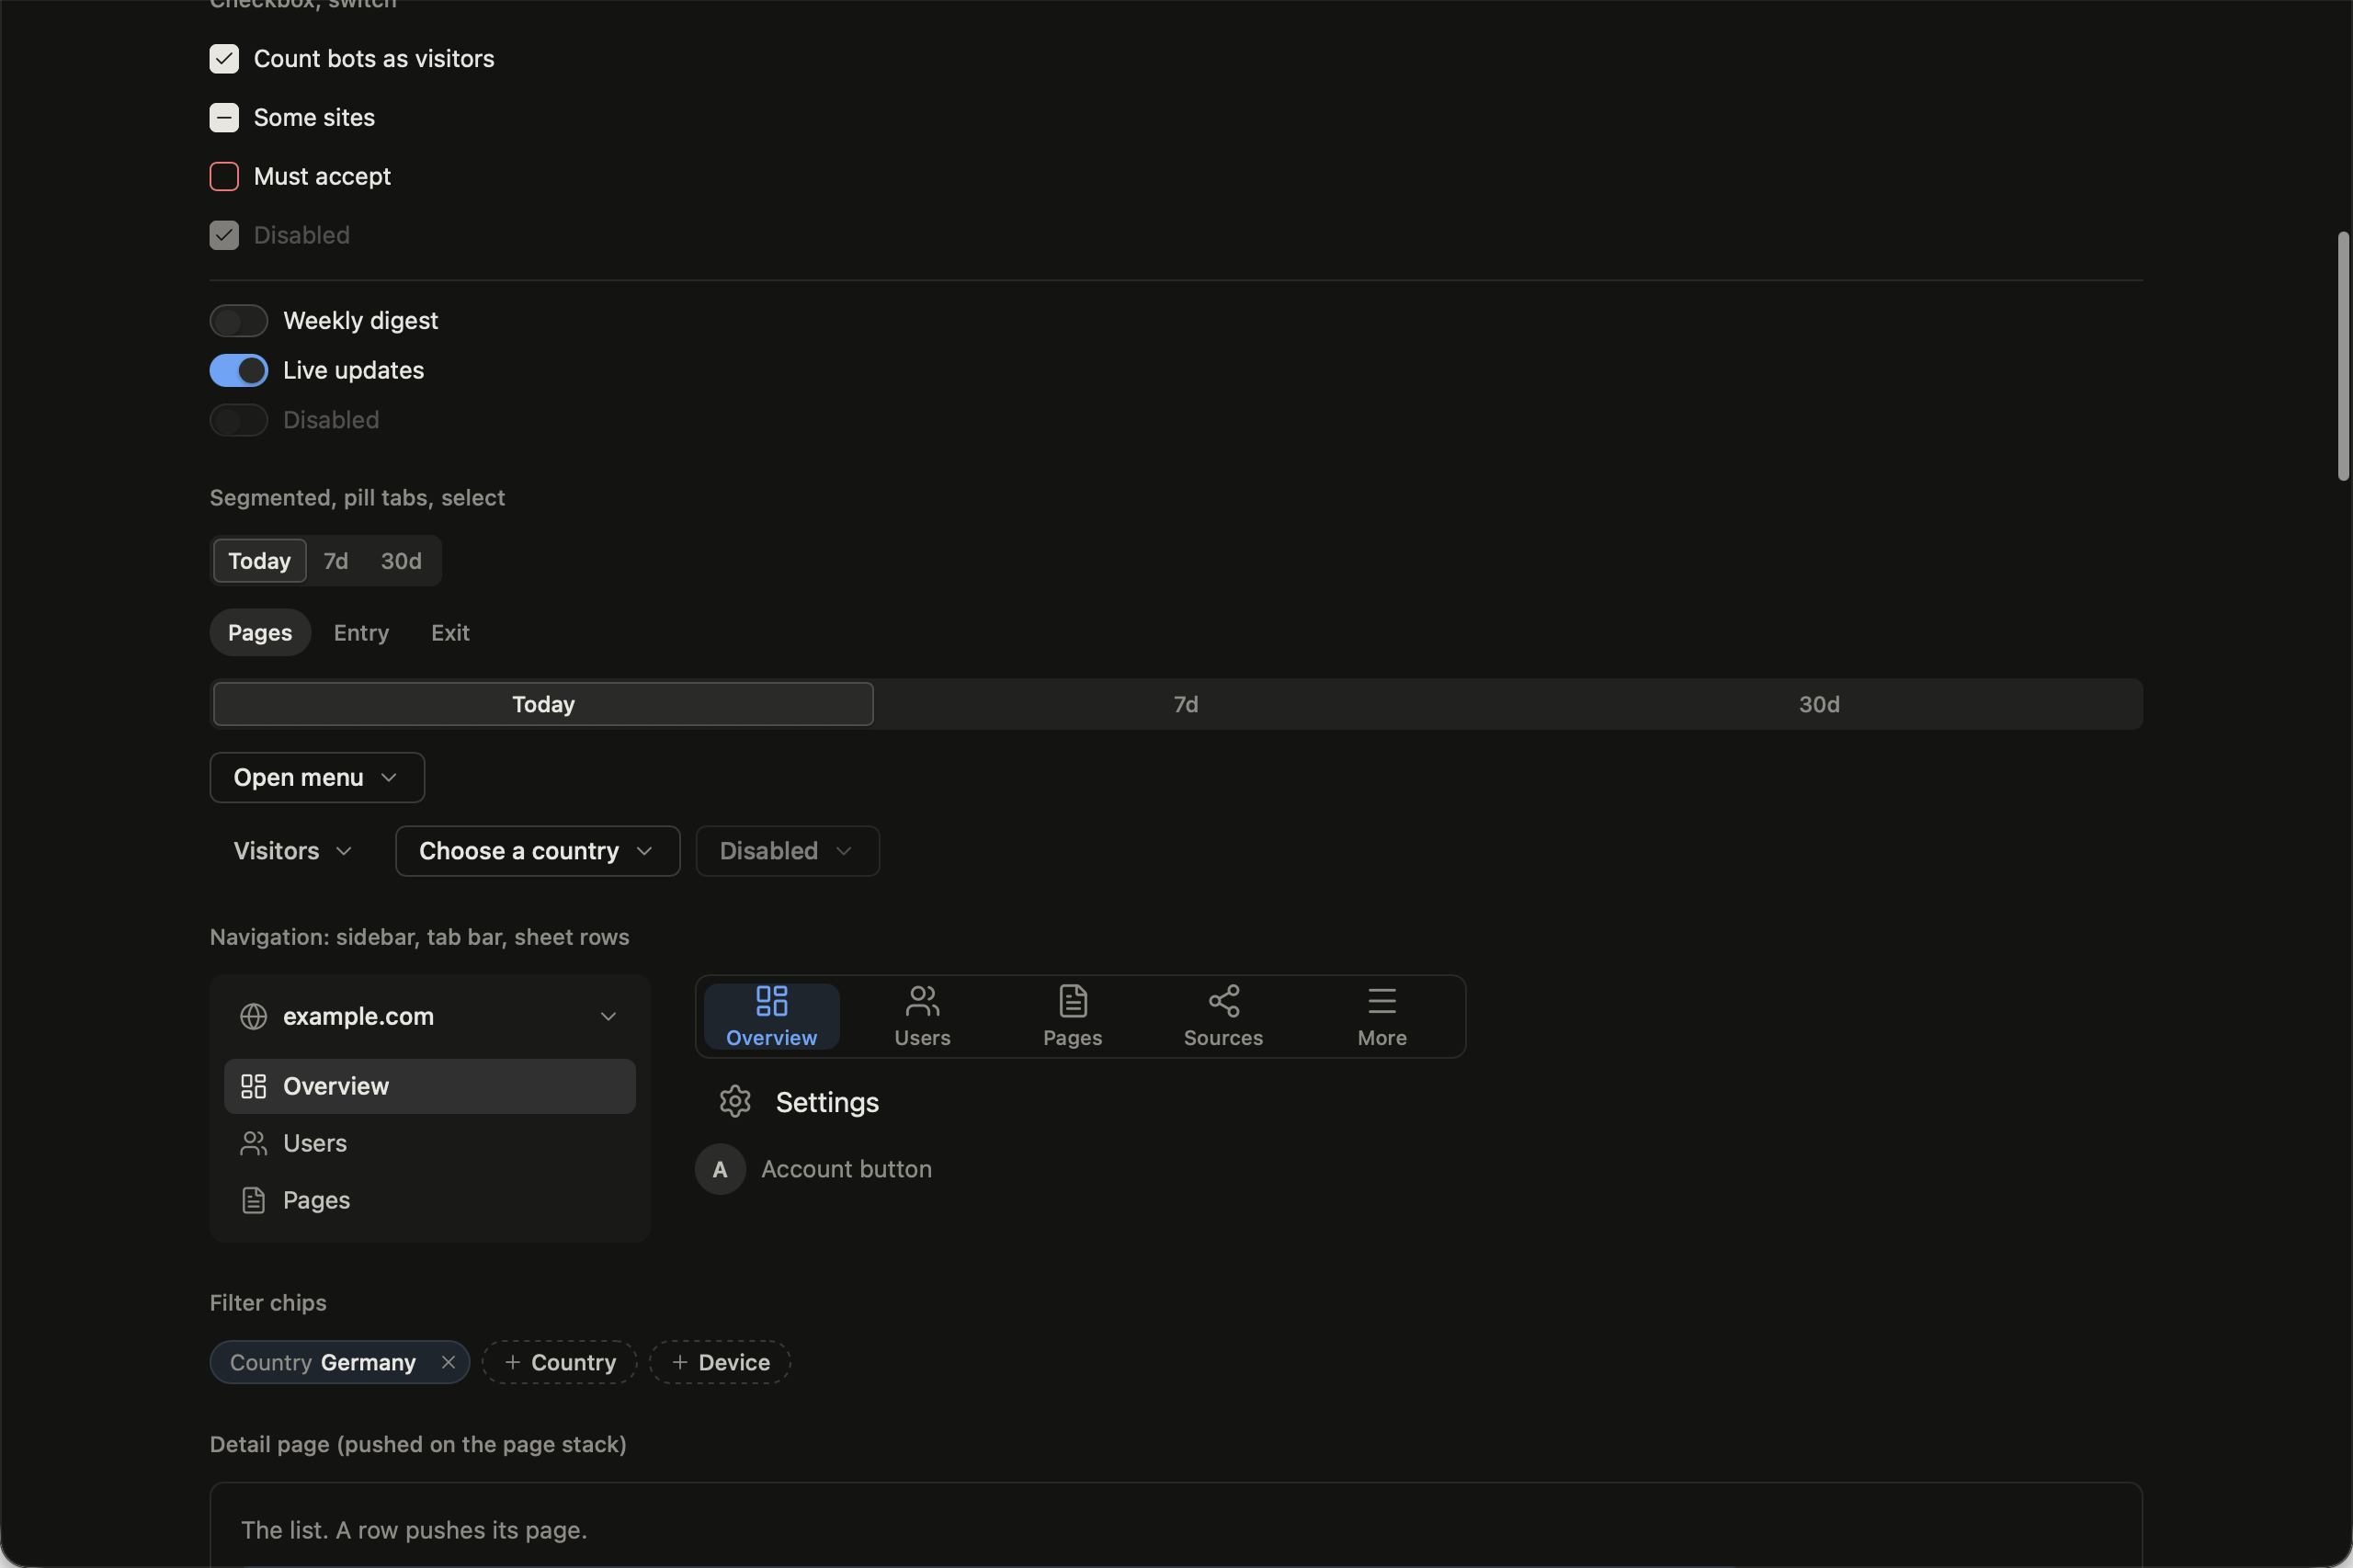 Checkbox, switch
Count bots as visitors
Some sites
Must accept
Disabled
Weekly digest
Live updates
Disabled
Segmented, pill tabs, select
Today 7d 30d
Pages Entry Exit
Today 7d 30d
Open menu
Visitors Choose a country Disabled
Navigation: sidebar, tab bar, sheet rows
example.com
Overview
Users
Pages
Overview Users Pages Sources More
Settings
A Account button
Filter chips
Country Germany × + Country + Device
Detail page (pushed on the page stack)
The list. A row pushes its page.